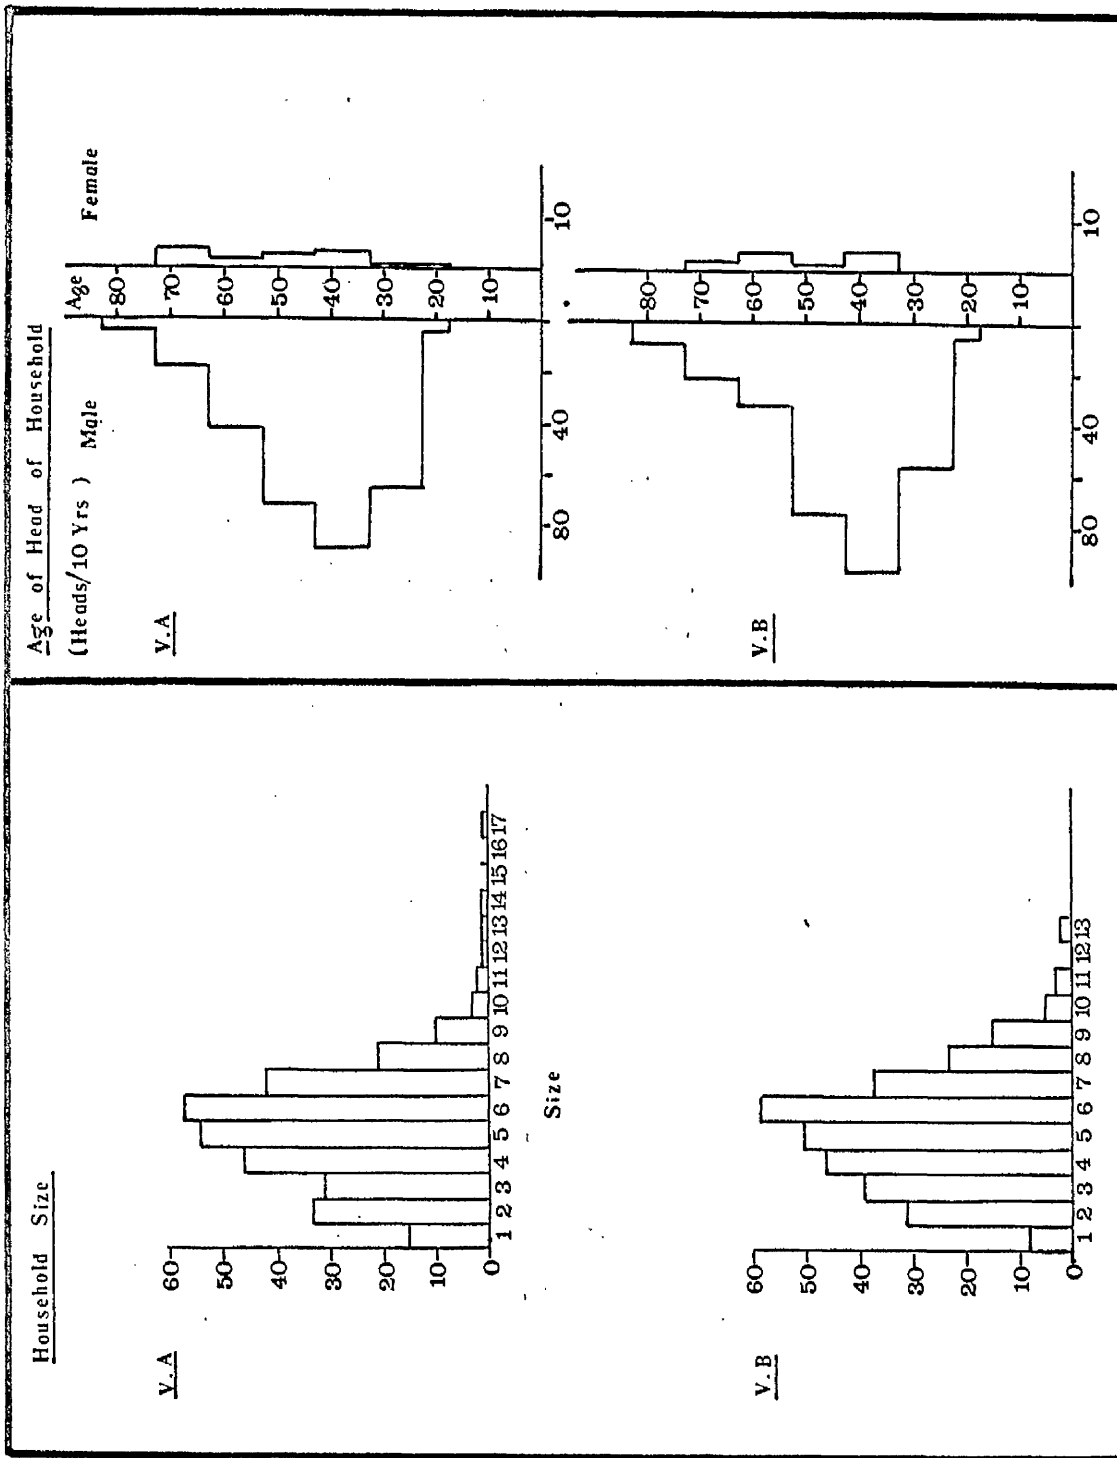 Household Size
V.A
60
50
40
30
20
10
0
1 2 3 4 5 6 7 8 9 10 11 12 13 14 15 16 17
Size
V.B
60
50
40
30
20
10
0
1 2 3 4 5 6 7 8 9 10 11 12 13
Age of Head of Household
(Heads/10 Yrs ) Male Age Female
V.A
80
70
60
50
40
30
20
10
80 40 10
V.B
80
70
60
50
40
30
20
10
80 40 10